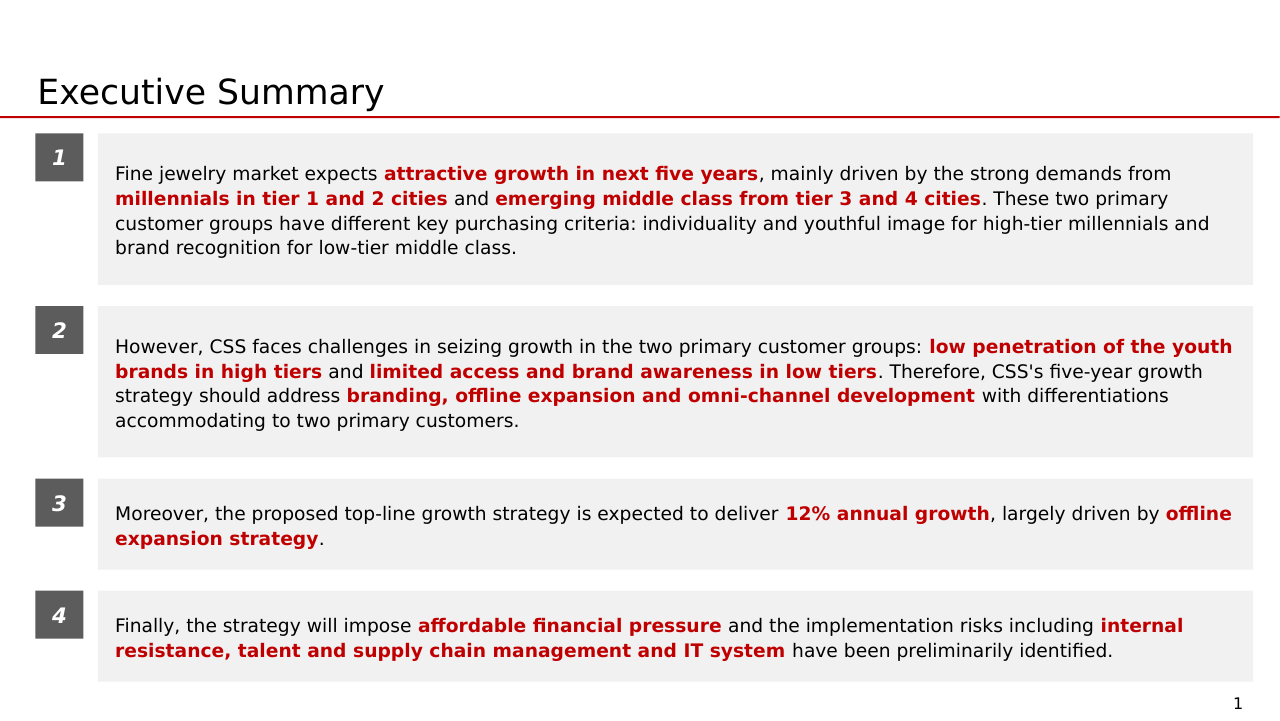 Executive Summary
1
Fine jewelry market expects attractive growth in next five years, mainly driven by the strong demands from
millennials in tier 1 and 2 cities and emerging middle class from tier 3 and 4 cities. These two primary
customer groups have different key purchasing criteria: individuality and youthful image for high-tier millennials and
brand recognition for low-tier middle class.
2
However, CSS faces challenges in seizing growth in the two primary customer groups: low penetration of the youth
brands in high tiers and limited access and brand awareness in low tiers. Therefore, CSS's five-year growth
strategy should address branding, offline expansion and omni-channel development with differentiations
accommodating to two primary customers.
3
Moreover, the proposed top-line growth strategy is expected to deliver 12% annual growth, largely driven by offline
expansion strategy.
4
Finally, the strategy will impose affordable financial pressure and the implementation risks including internal
resistance, talent and supply chain management and IT system have been preliminarily identified.
1